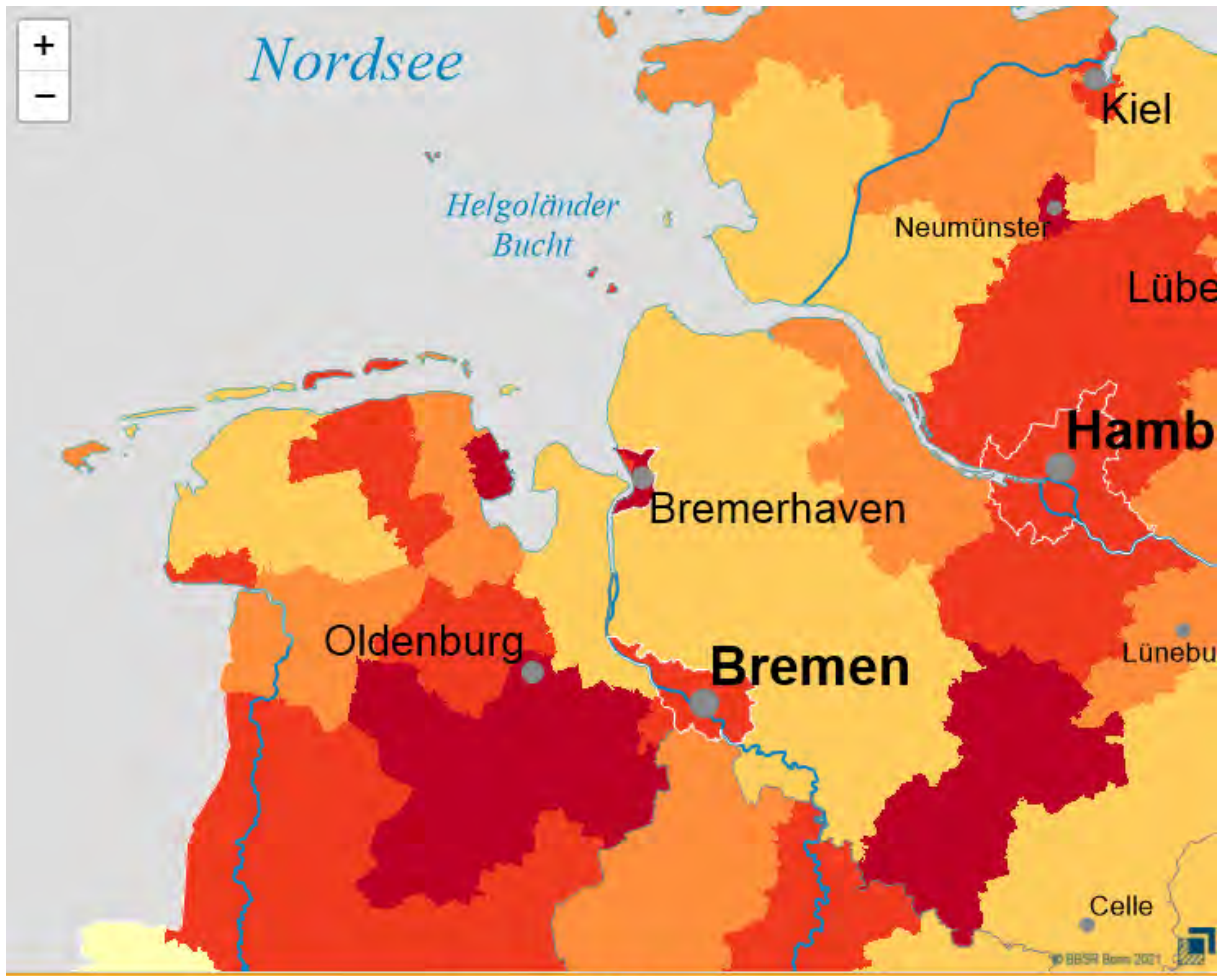 +
−
Nordsee
Kiel
Helgoländer
Bucht
Neumünster
Lübe
Hamb
Bremerhaven
Oldenburg
Bremen
Lünebu
Celle
© BBSR Bonn 2021